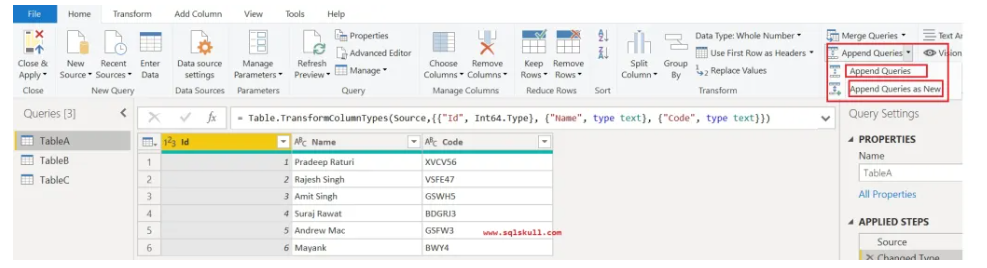 File Home Transform Add Column View Tools Help
Close & Apply New Source Recent Sources Enter Data Data source settings Manage Parameters Refresh Preview Properties Advanced Editor Manage Choose Columns Remove Columns Keep Rows Remove Rows Split Column Group By Data Type: Whole Number Use First Row as Headers Replace Values Merge Queries Append Queries Append Queries Append Queries as New Text An Vision
Close New Query Data Sources Parameters Query Manage Columns Reduce Rows Sort Transform
Queries [3]
TableA
TableB
TableC
= Table.TransformColumnTypes(Source,{{"Id", Int64.Type}, {"Name", type text}, {"Code", type text}})
Id Name Code
1 1 Pradeep Raturi XVCV56
2 2 Rajesh Singh VSFE47
3 3 Amit Singh GSWH5
4 4 Suraj Rawat BDGRJ3
5 5 Andrew Mac GSFW3
6 6 Mayank BWY4
www.sqlskull.com
Query Settings
PROPERTIES
Name
TableA
All Properties
APPLIED STEPS
Source
Changed Type